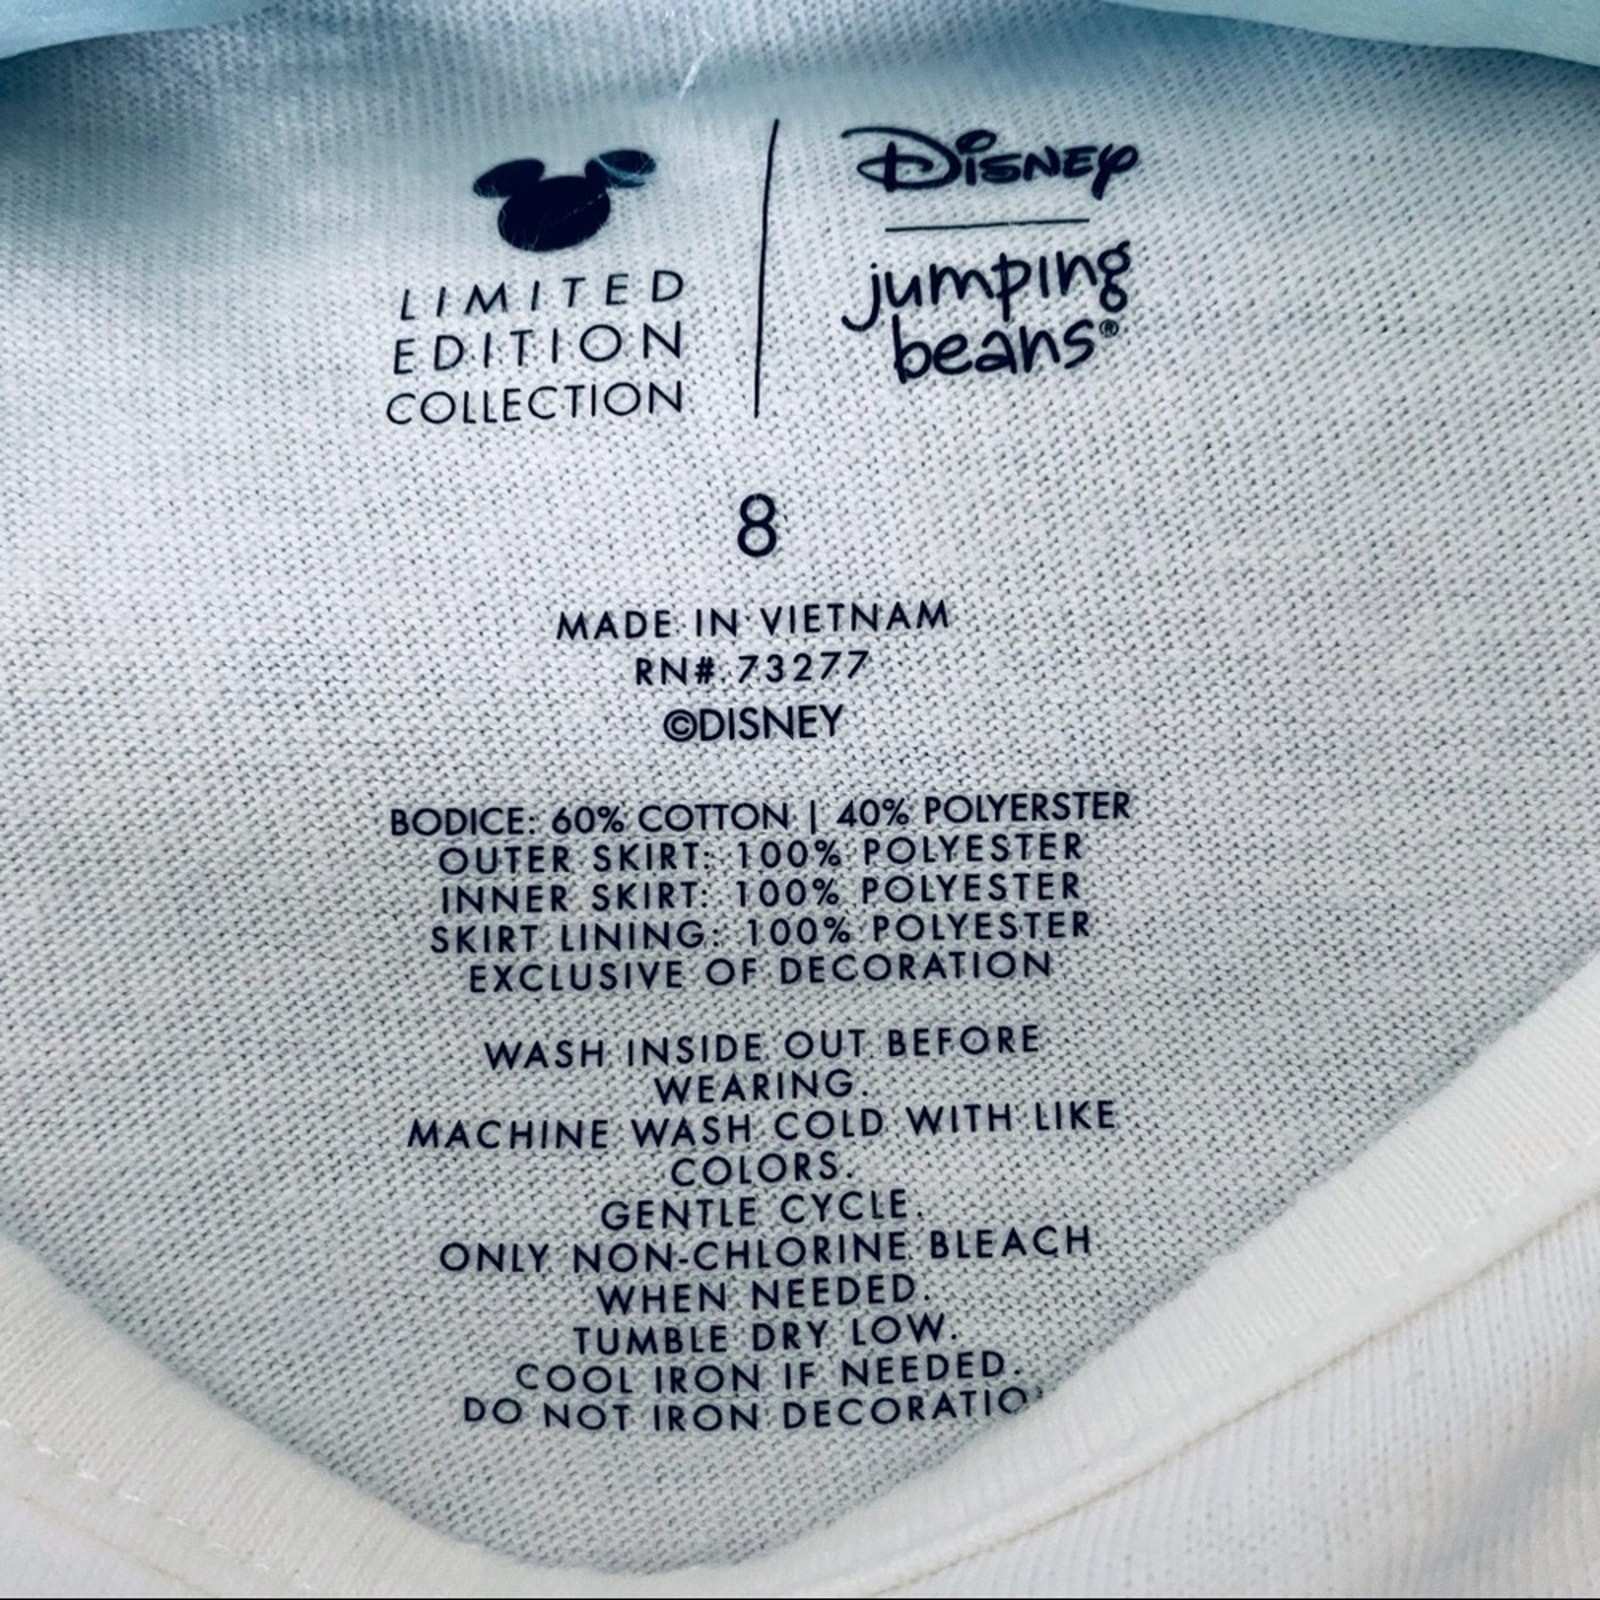 LIMITED
EDITION
COLLECTION
Disney
jumping
beans®
8
MADE IN VIETNAM
RN# 73277
©DISNEY
BODICE: 60% COTTON | 40% POLYERSTER
OUTER SKIRT: 100% POLYESTER
INNER SKIRT: 100% POLYESTER
SKIRT LINING: 100% POLYESTER
EXCLUSIVE OF DECORATION
WASH INSIDE OUT BEFORE
WEARING.
MACHINE WASH COLD WITH LIKE
COLORS.
GENTLE CYCLE.
ONLY NON-CHLORINE BLEACH
WHEN NEEDED.
TUMBLE DRY LOW.
COOL IRON IF NEEDED.
DO NOT IRON DECORATIO